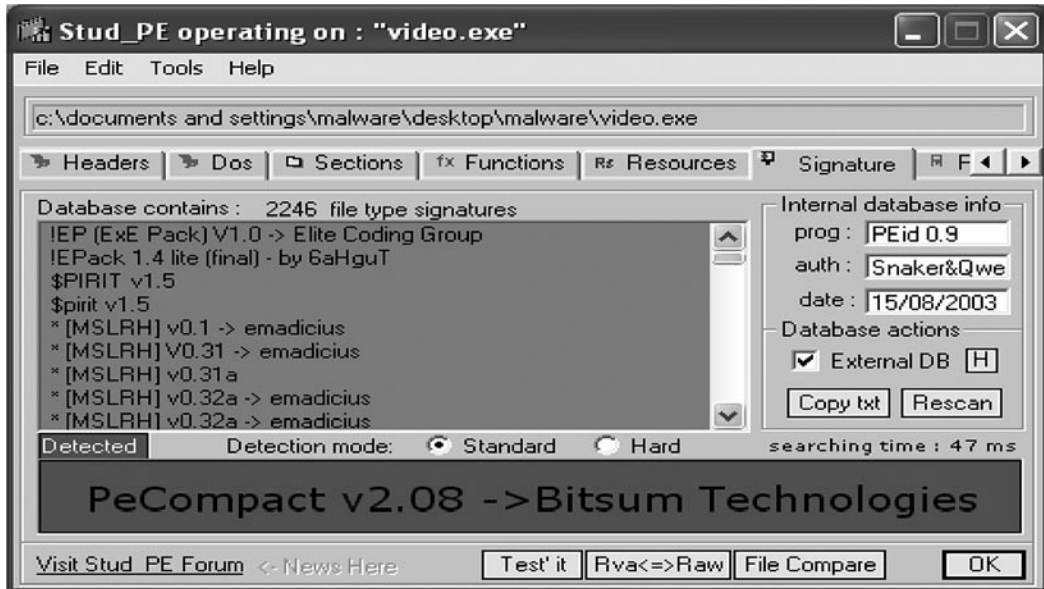 Stud_PE operating on : "video.exe"
File Edit Tools Help
c:\documents and settings\malware\desktop\malware\video.exe
Headers Dos Sections fx Functions Rs Resources Signature F
Database contains : 2246 file type signatures
!EP (ExE Pack) V1.0 -> Elite Coding Group
!EPack 1.4 lite (final) - by 6aHguT
$PIRIT v1.5
$pirit v1.5
* [MSLRH] v0.1 -> emadicius
* [MSLRH] V0.31 -> emadicius
* [MSLRH] v0.31a
* [MSLRH] v0.32a -> emadicius
* [MSLRH] v0.32a -> emadicius
Internal database info
prog : PEid 0.9
auth : Snaker&Qwe
date : 15/08/2003
Database actions
External DB H
Copy txt Rescan
Detected Detection mode: Standard Hard searching time : 47 ms
PeCompact v2.08 ->Bitsum Technologies
Visit Stud_PE Forum <- News Here Test' it Rva<=>Raw File Compare OK